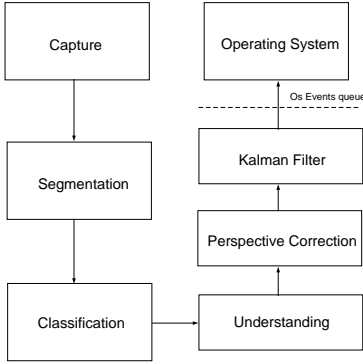 Capture
Operating System
Os Events queue
Kalman Filter
Segmentation
Perspective Correction
Classification
Understanding